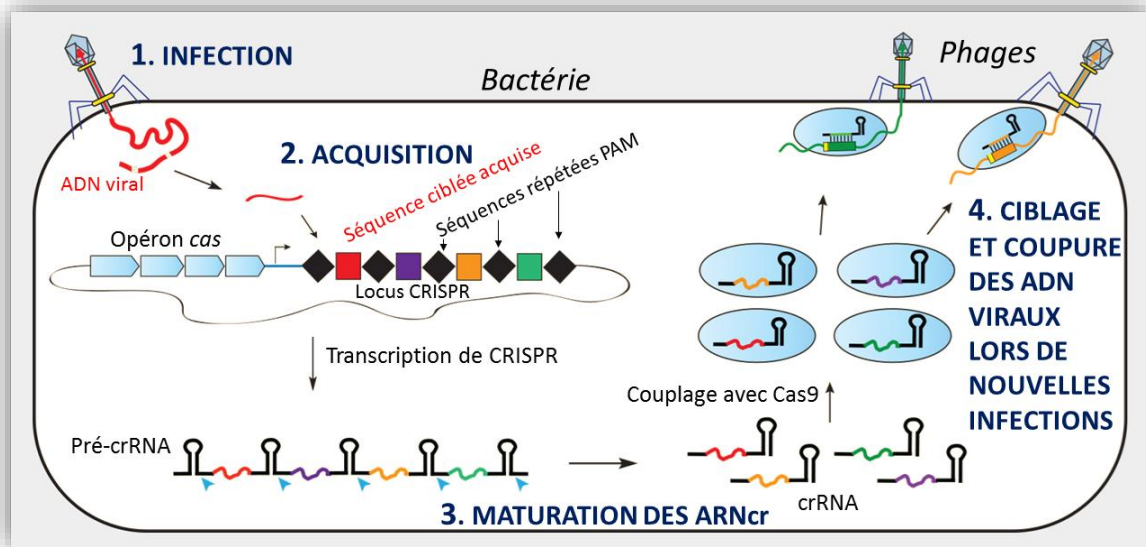 1. INFECTION
Bactérie
Phages
ADN viral
2. ACQUISITION
Séquence ciblée acquise
Séquences répétées PAM
Opéron cas
Locus CRISPR
Transcription de CRISPR
Pré-crRNA
3. MATURATION DES ARNcr
crRNA
Couplage avec Cas9
4. CIBLAGE
ET COUPURE
DES ADN
VIRAUX
LORS DE
NOUVELLES
INFECTIONS